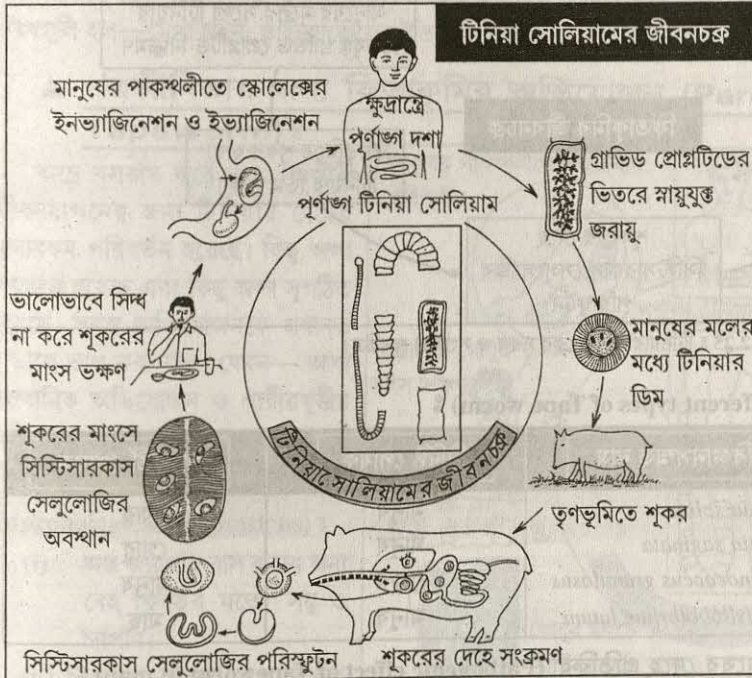 টিনিয়া সোলিয়ামের জীবনচক্র
মানুষের পাকস্থলীতে স্কোলেক্সের
ইনভ্যাজিনেশন ও ইভ্যাজিনেশন
ক্ষুদ্রান্ত্রে
পূর্ণাঙ্গ দশা
পূর্ণাঙ্গ টিনিয়া সোলিয়াম
গ্রাভিড প্রোগ্লটিডের
ভিতরে স্নায়ুযুক্ত
জরায়ু
মানুষের মলের
মধ্যে টিনিয়ার
ডিম
তৃণভূমিতে শূকর
শূকরের দেহে সংক্রমণ
সিস্টিসারকাস সেলুলোজির পরিস্ফুটন
শূকরের মাংসে
সিস্টিসারকাস
সেলুলোজির
অবস্থান
ভালোভাবে সিদ্ধ
না করে শূকরের
মাংস ভক্ষণ
টিনিয়া সোলিয়ামের জীবনচক্র